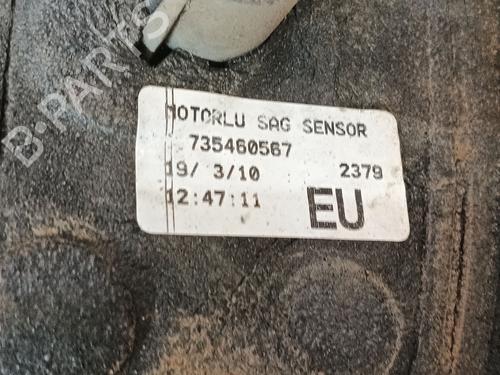 B-PARTS
MOTORLU SAG SENSOR
735460567
19/ 3/10 2379
12:47:11 EU